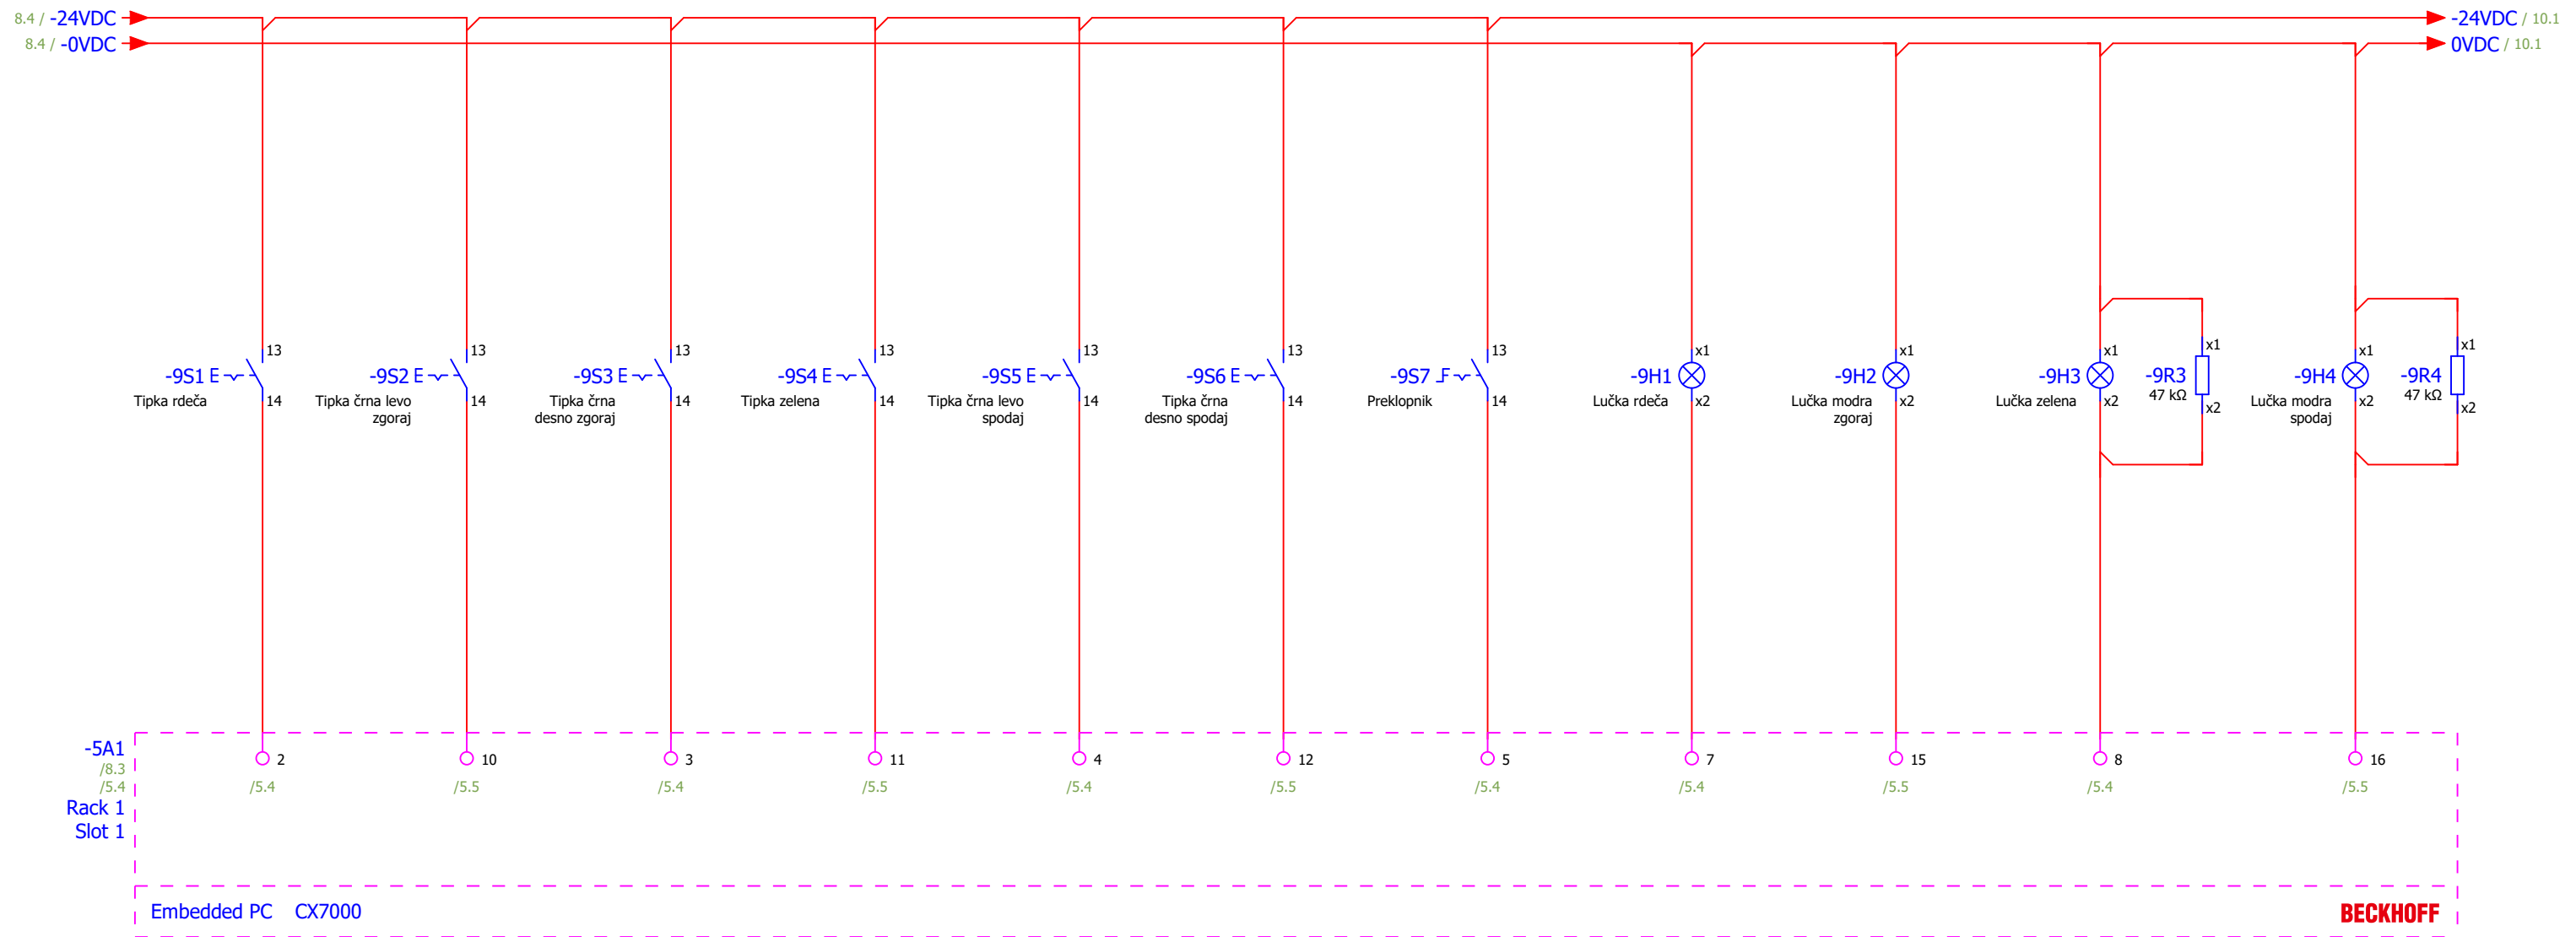 8.4 / -24VDC
-24VDC / 10.1
8.4 / -0VDC
0VDC / 10.1
13
-9S1 E
14
Tipka rdeča
13
-9S2 E
14
Tipka črna levo
zgoraj
13
-9S3 E
14
Tipka črna
desno zgoraj
13
-9S4 E
14
Tipka zelena
13
-9S5 E
14
Tipka črna levo
spodaj
13
-9S6 E
14
Tipka črna
desno spodaj
13
-9S7
14
Preklopnik
x1
-9H1
x2
Lučka rdeča
x1
-9H2
x2
Lučka modra
zgoraj
x1
-9H3
x2
Lučka zelena
x1
-9R3
47 kΩ
x2
x1
-9H4
x2
Lučka modra
spodaj
x1
-9R4
47 kΩ
x2
-5A1
/8.3
/5.4
Rack 1
Slot 1
2
/5.4
10
/5.5
3
/5.4
11
/5.5
4
/5.4
12
/5.5
5
/5.4
7
/5.4
15
/5.5
8
/5.4
16
/5.5
Embedded PC CX7000
BECKHOFF